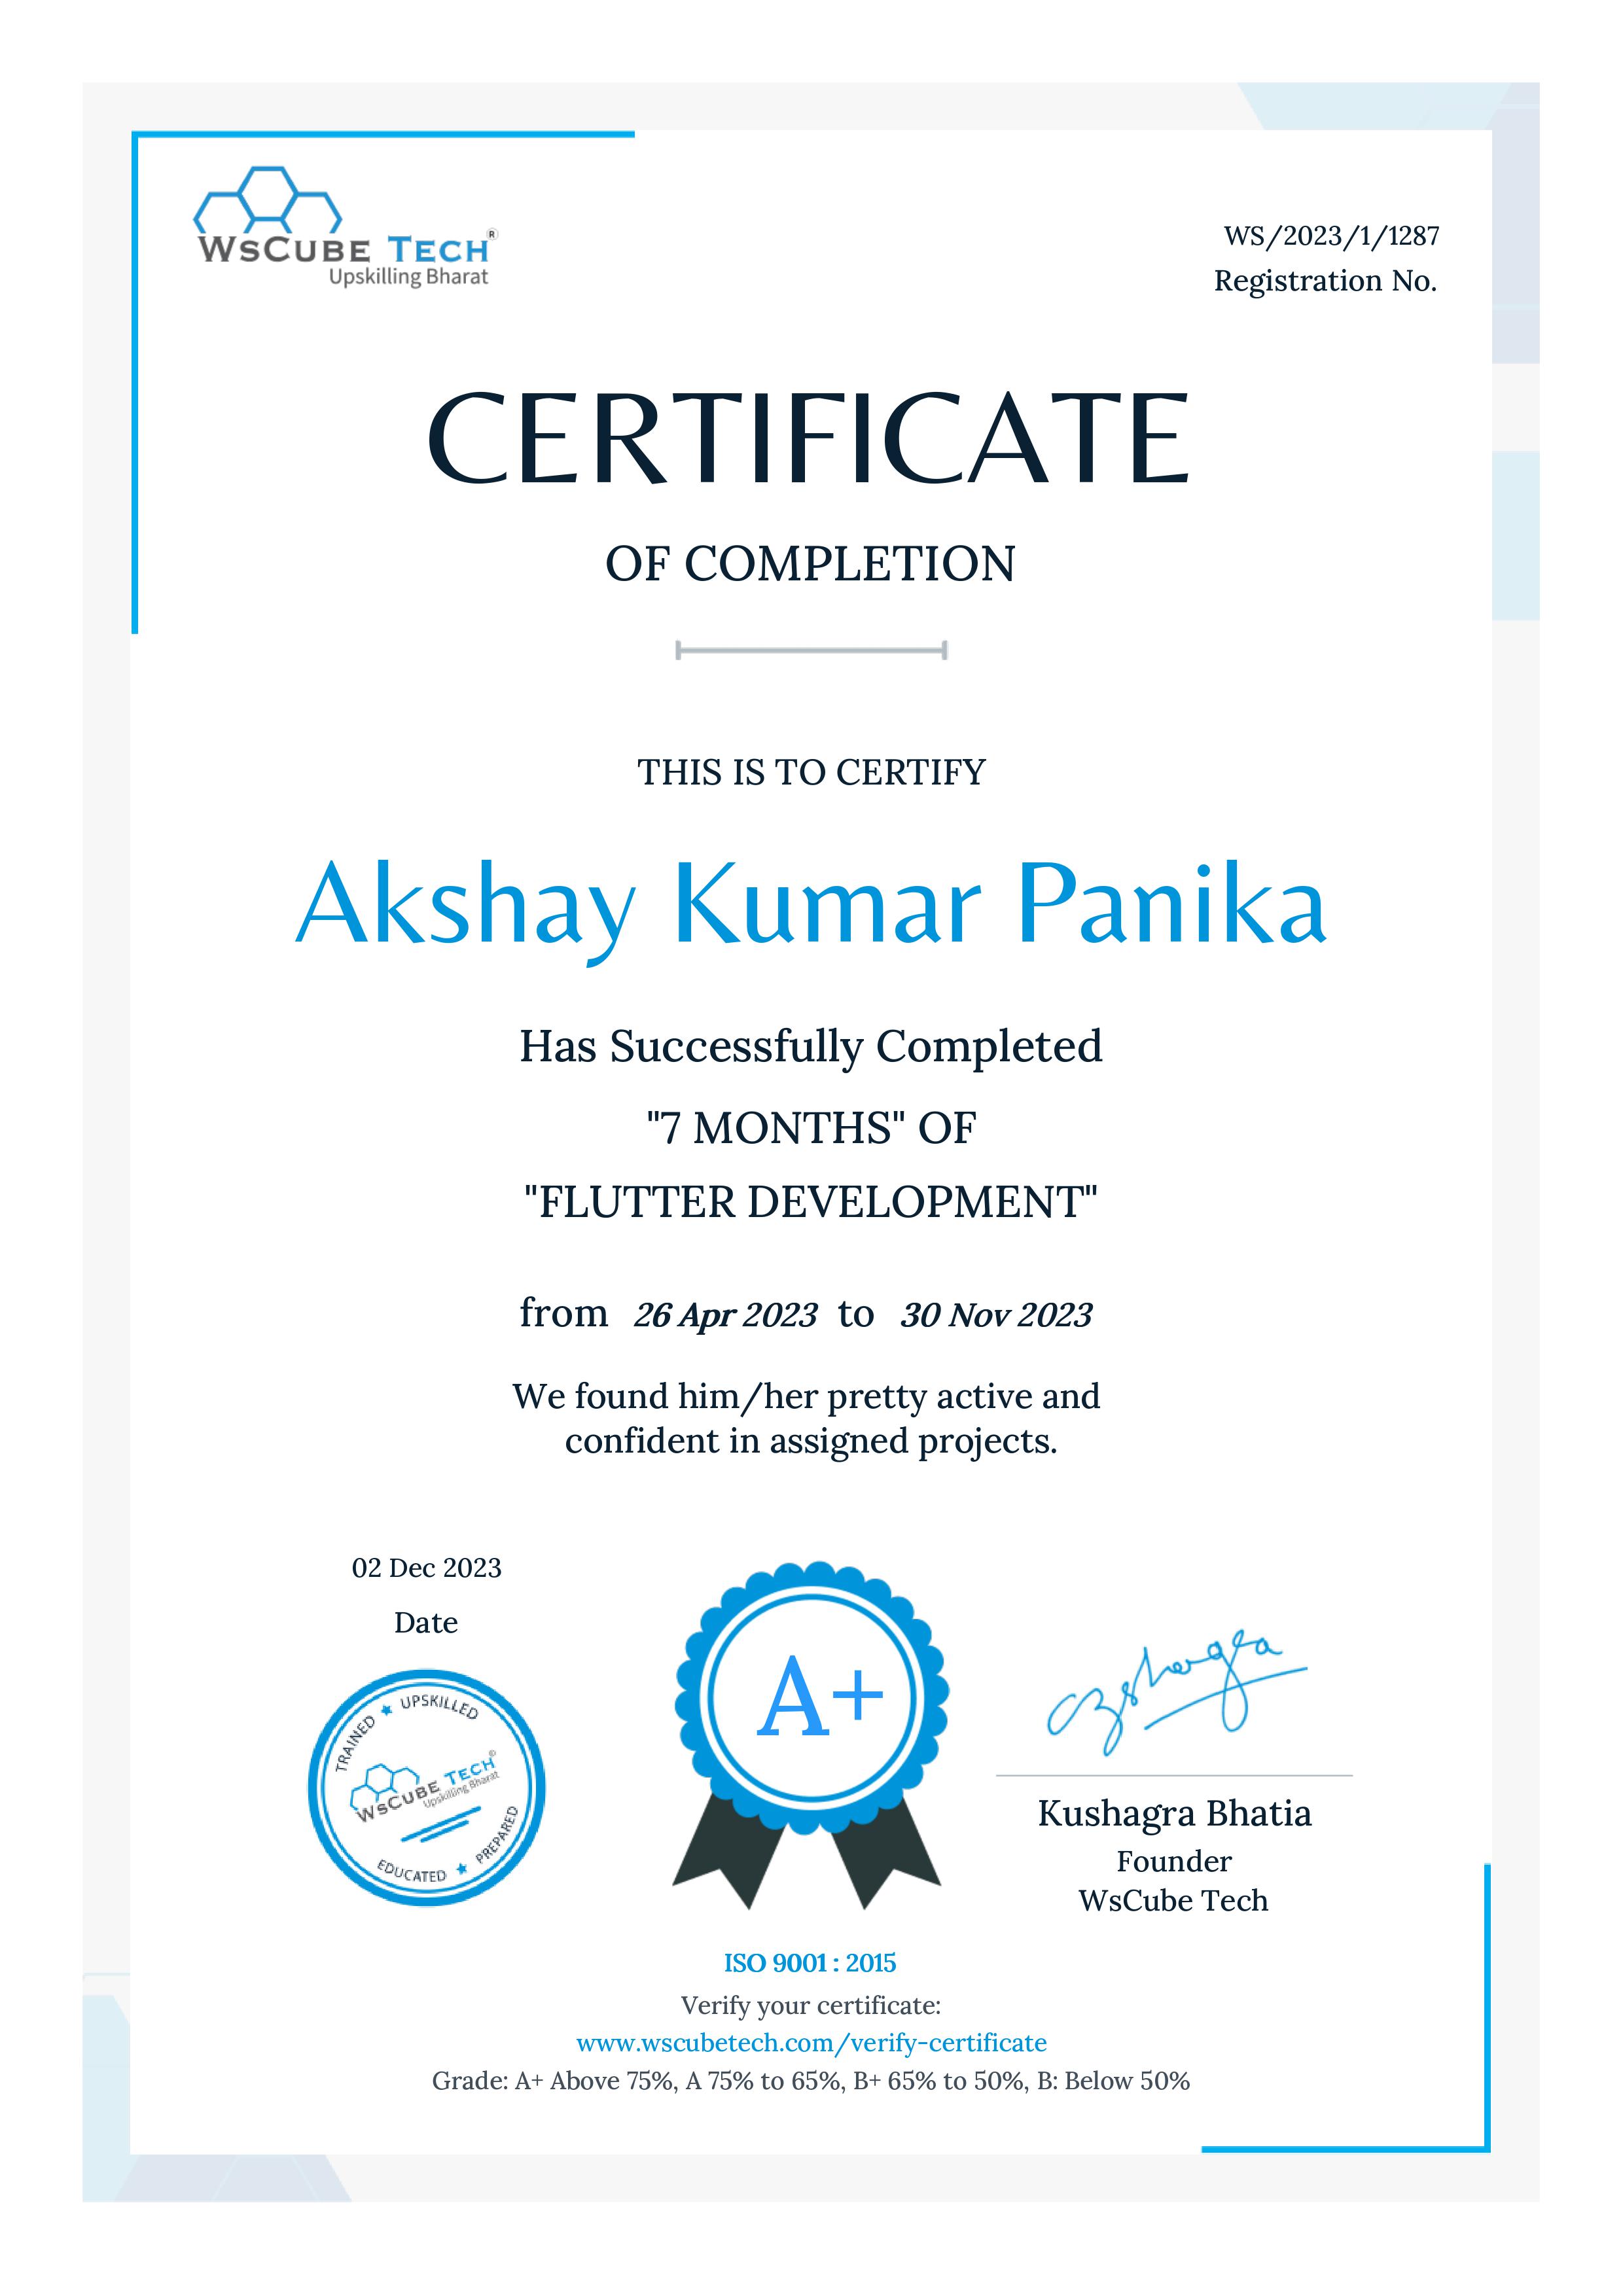 WSCUBE TECH®
Upskilling Bharat
WS/2023/1/1287
Registration No.
CERTIFICATE
OF COMPLETION
THIS IS TO CERTIFY
Akshay Kumar Panika
Has Successfully Completed
"7 MONTHS" OF
"FLUTTER DEVELOPMENT"
from 26 Apr 2023 to 30 Nov 2023
We found him/her pretty active and
confident in assigned projects.
02 Dec 2023
Date
TRAINED ★ UPSKILLED
WSCUBE TECH®
Upskilling Bharat
EDUCATED ★ PREPARED
A+
Kushagra
Kushagra Bhatia
Founder
WsCube Tech
ISO 9001 : 2015
Verify your certificate:
www.wscubetech.com/verify-certificate
Grade: A+ Above 75%, A 75% to 65%, B+ 65% to 50%, B: Below 50%